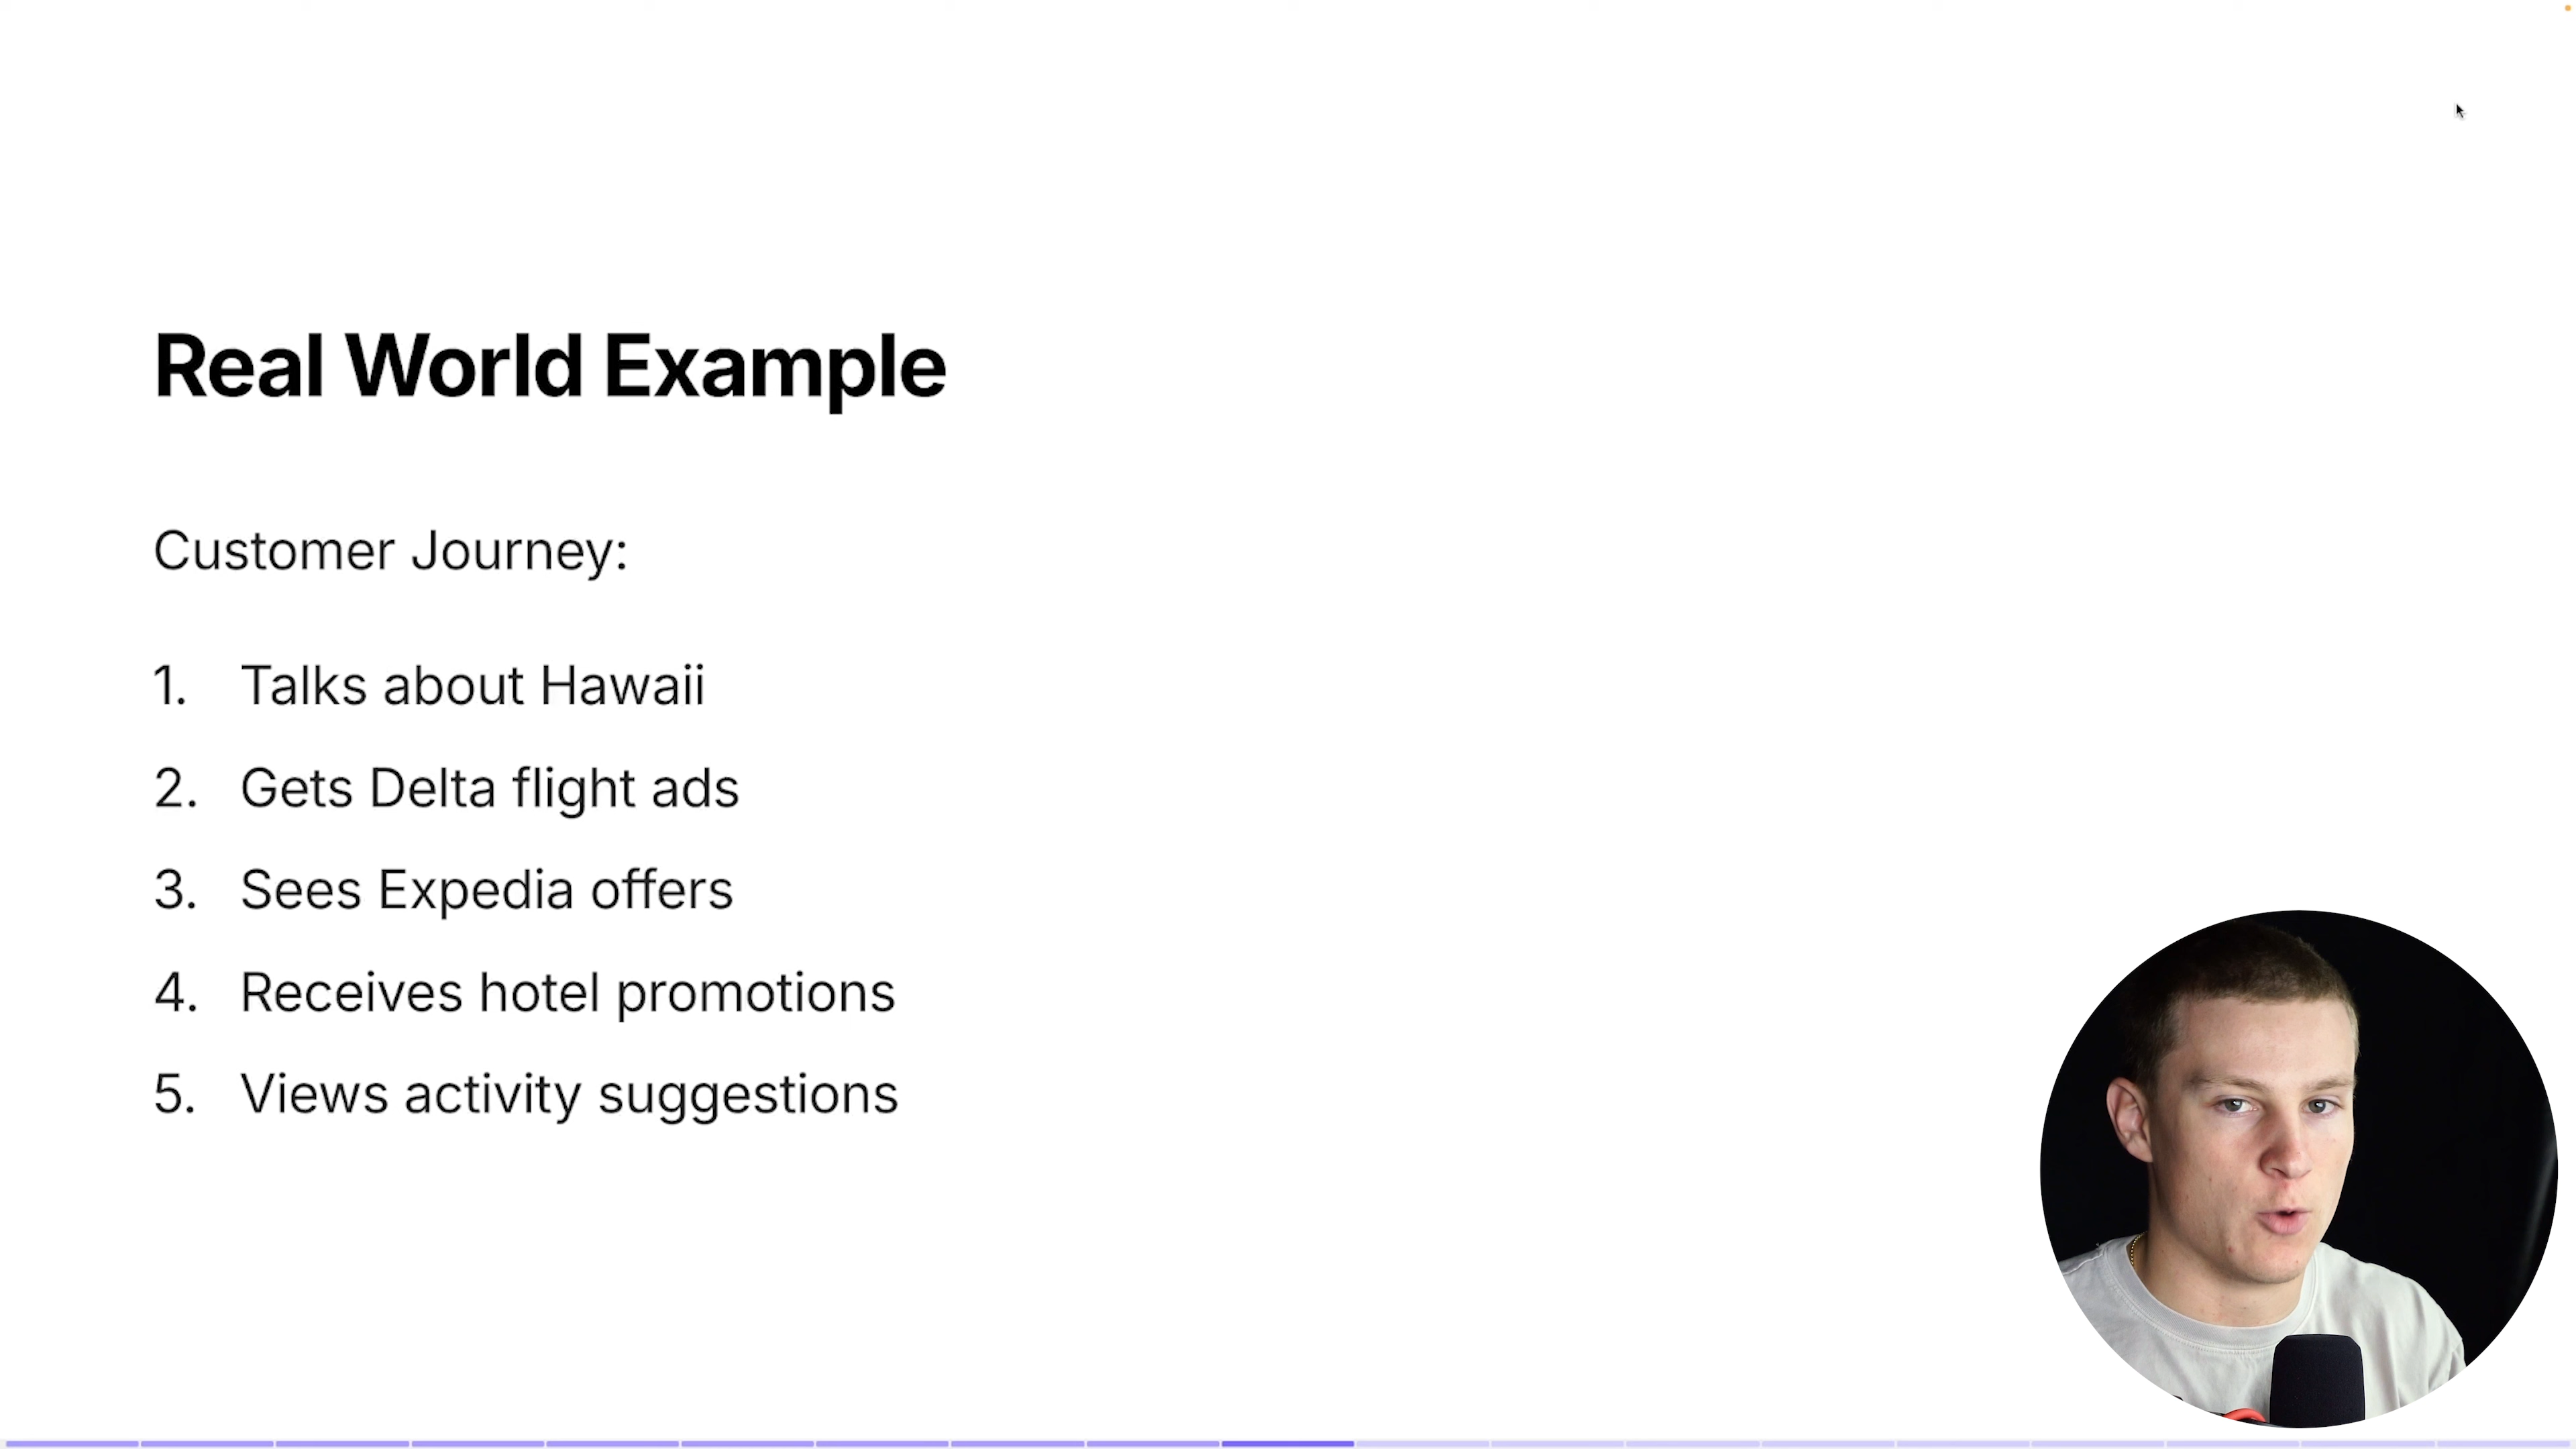 Real World Example
Customer Journey:
1. Talks about Hawaii
2. Gets Delta flight ads
3. Sees Expedia offers
4. Receives hotel promotions
5. Views activity suggestions